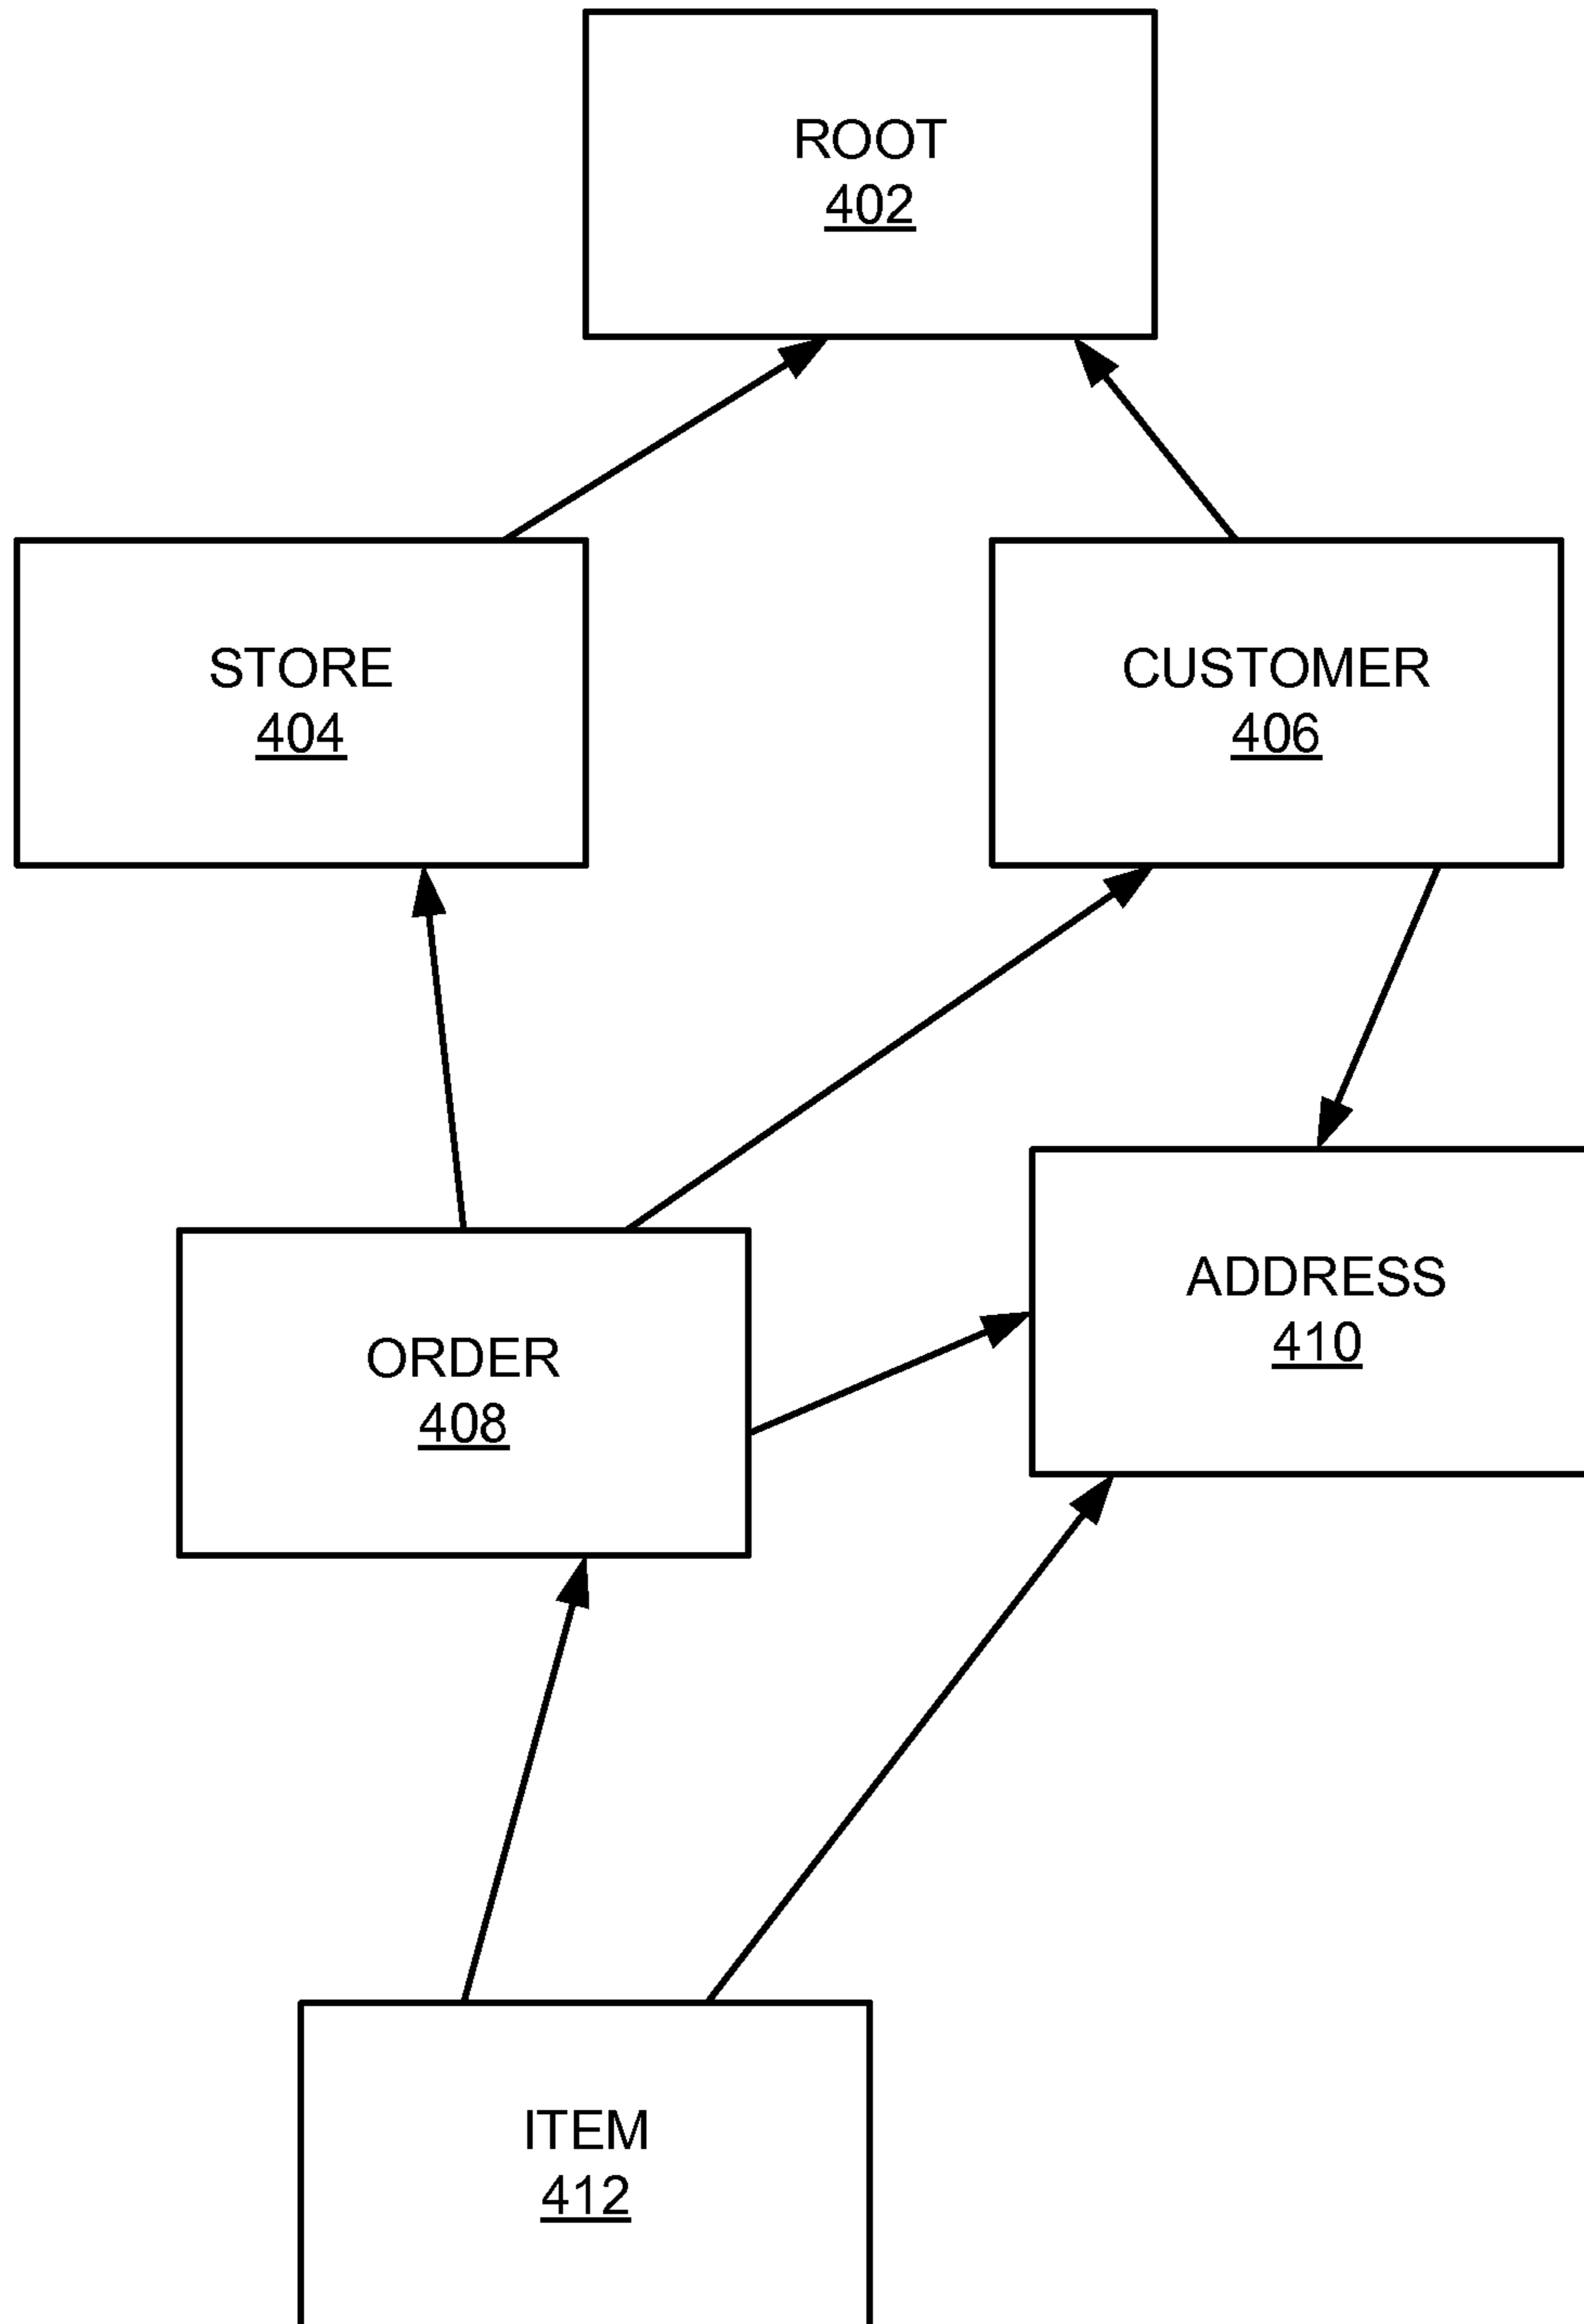 ROOT
402
STORE
404
CUSTOMER
406
ADDRESS
410
ORDER
408
ITEM
412